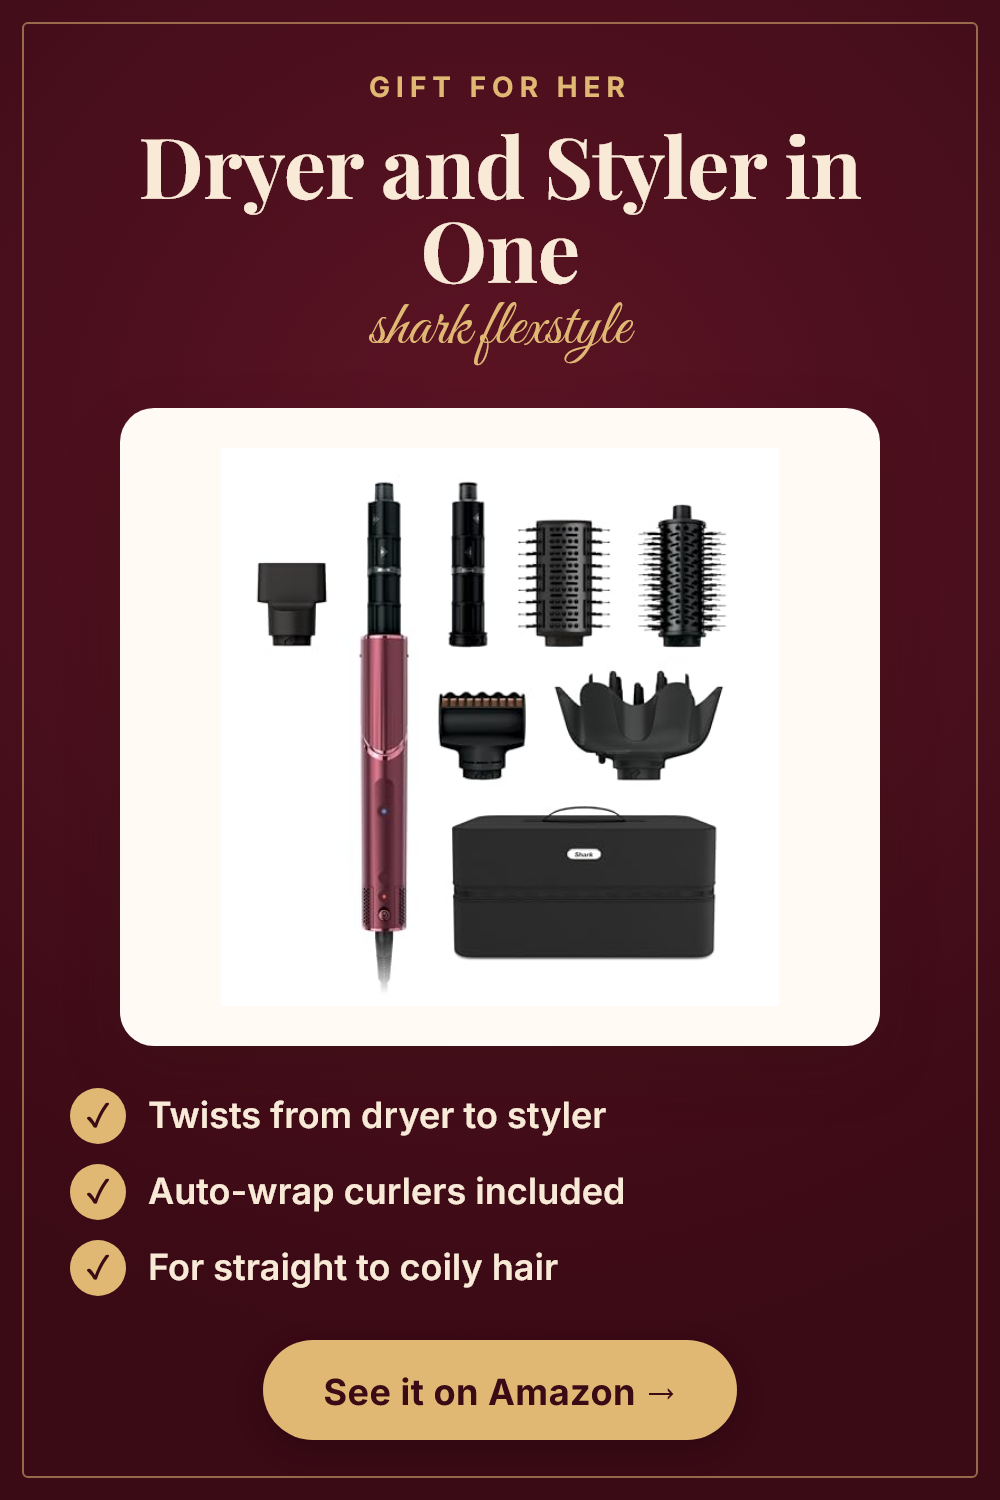 GIFT FOR HER
Dryer and Styler in
One
shark flexstyle
Shark
✓ Twists from dryer to styler
✓ Auto-wrap curlers included
✓ For straight to coily hair
See it on Amazon →